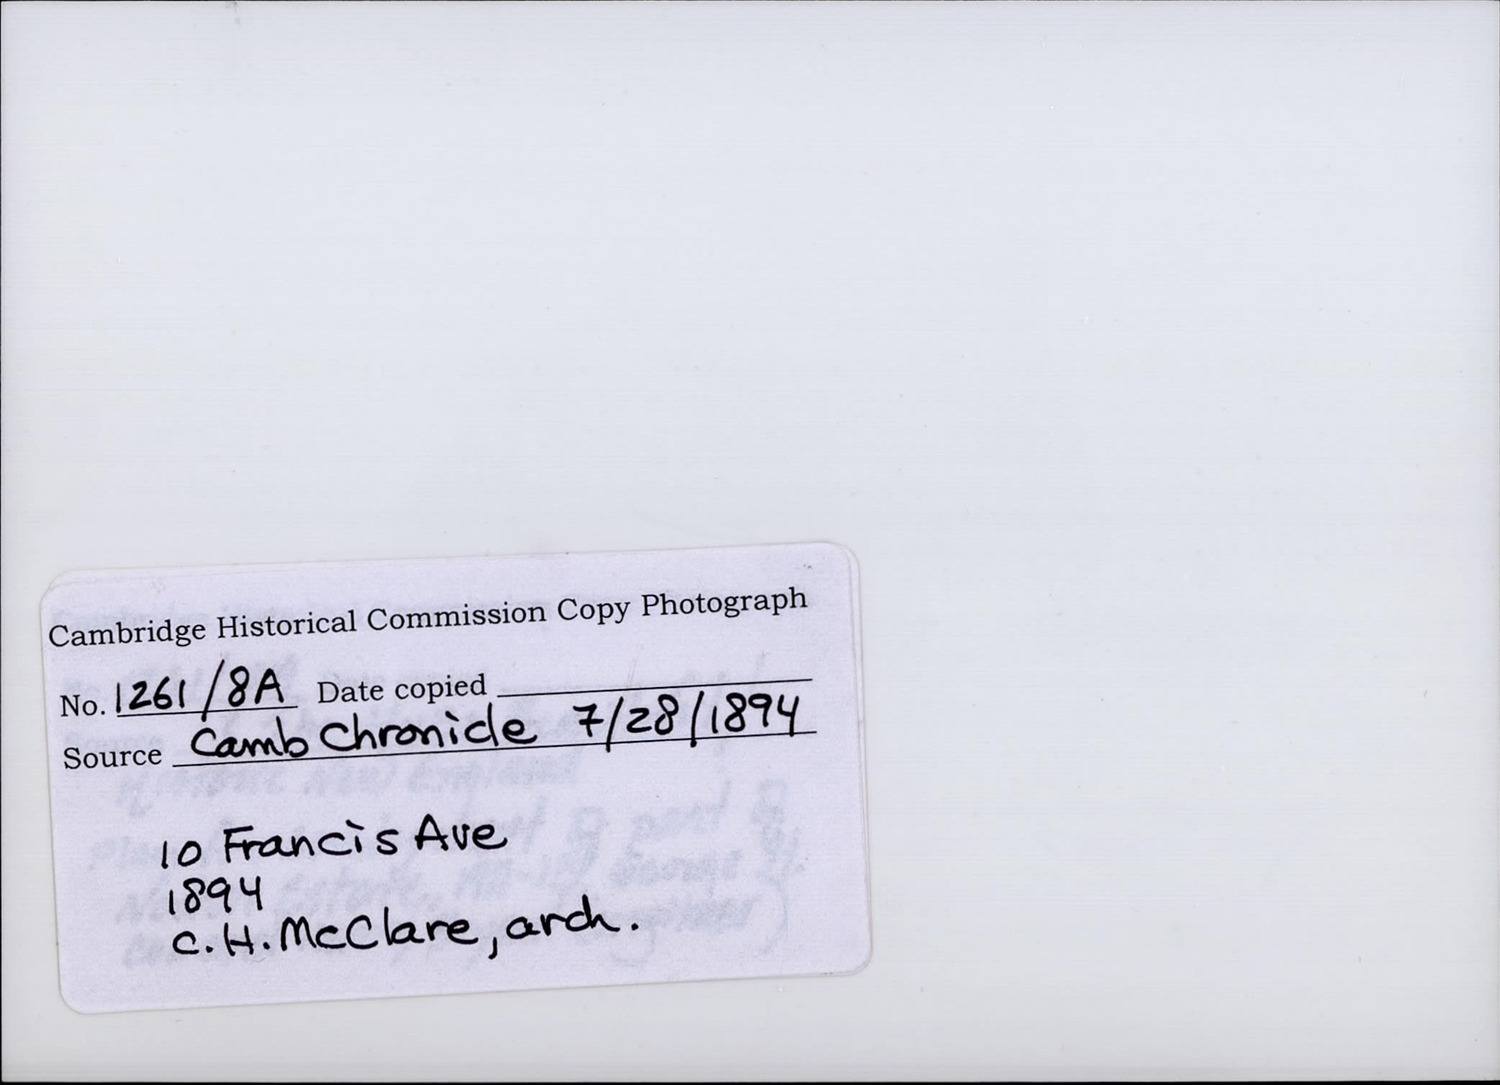 Cambridge Historical Commission Copy Photograph
No. 1261/8A Date copied
Source Camb Chronicle 7/28/1894
10 Francis Ave
1894
C.H. McClare, arch.